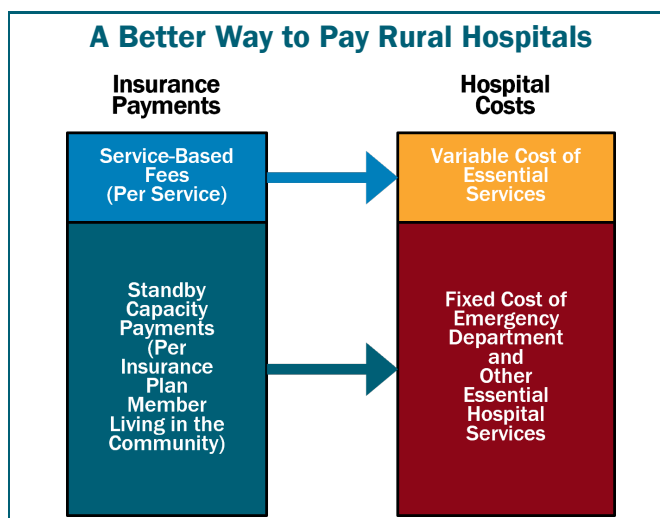 A Better Way to Pay Rural Hospitals
Insurance
Payments
Hospital
Costs
Service-Based
Fees
(Per Service)
Variable Cost of
Essential
Services
Standby
Capacity
Payments
(Per
Insurance
Plan
Member
Living in the
Community)
Fixed Cost of
Emergency
Department
and
Other
Essential
Hospital
Services